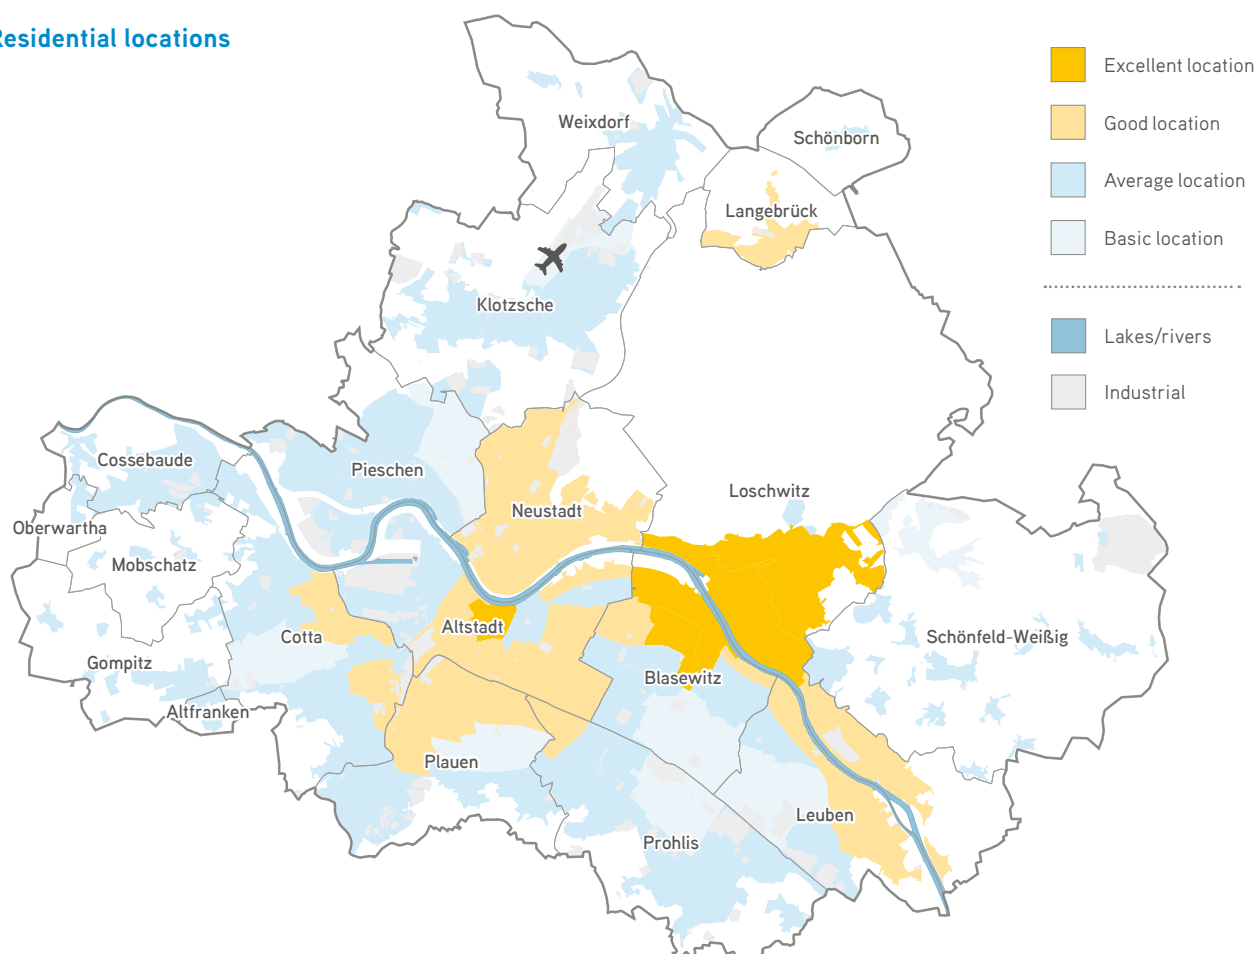 Residential locations
Excellent location
Good location
Average location
Basic location
Lakes/rivers
Industrial
Weixdorf
Schönborn
Langebrück
Klotzsche
Cossebaude
Pieschen
Loschwitz
Neustadt
Oberwartha
Mobschatz
Altstadt
Cotta
Schönfeld-Weißig
Gompitz
Blasewitz
Altfranken
Plauen
Leuben
Prohlis